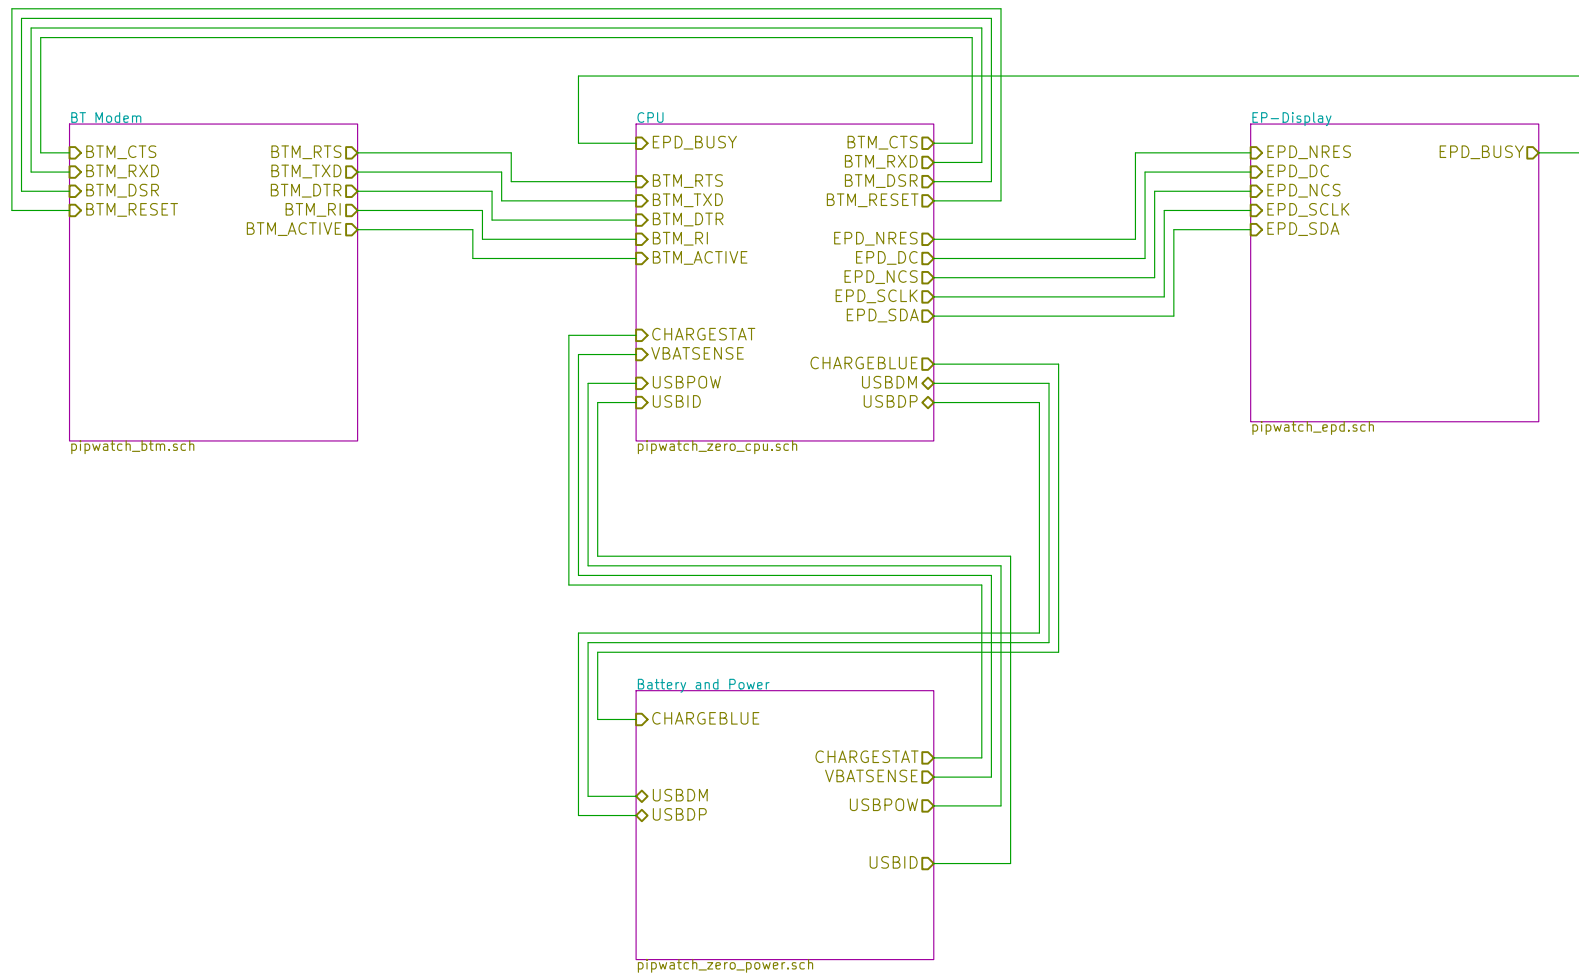 BT Modem
BTM_CTS
BTM_RXD
BTM_DSR
BTM_RESET
BTM_RTS
BTM_TXD
BTM_DTR
BTM_RI
BTM_ACTIVE
pipwatch_btm.sch
CPU
EPD_BUSY
BTM_RTS
BTM_TXD
BTM_DTR
BTM_RI
BTM_ACTIVE
CHARGESTAT
VBATSENSE
USBPOW
USBID
BTM_CTS
BTM_RXD
BTM_DSR
BTM_RESET
EPD_NRES
EPD_DC
EPD_NCS
EPD_SCLK
EPD_SDA
CHARGEBLUE
USBDM
USBDP
pipwatch_zero_cpu.sch
EP-Display
EPD_NRES
EPD_DC
EPD_NCS
EPD_SCLK
EPD_SDA
EPD_BUSY
pipwatch_epd.sch
Battery and Power
CHARGEBLUE
USBDM
USBDP
CHARGESTAT
VBATSENSE
USBPOW
USBID
pipwatch_zero_power.sch